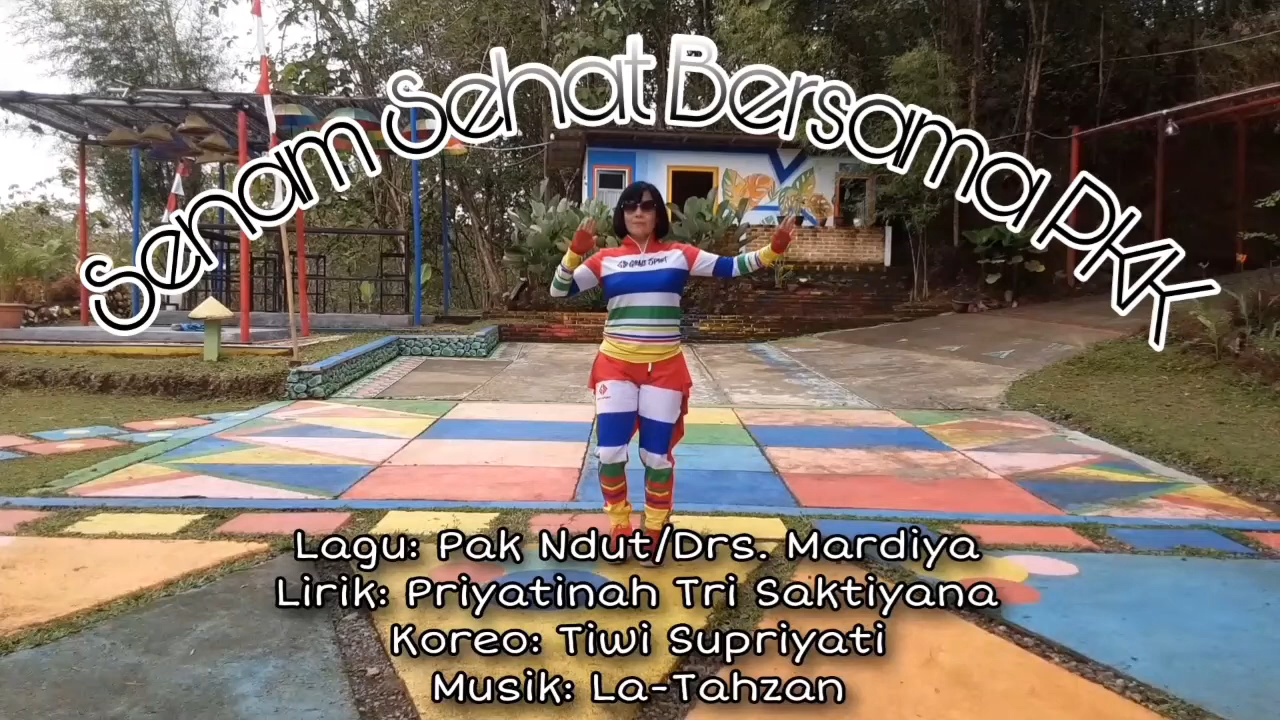 Senam Sehat Bersama PKK
Lagu: Pak Ndut/Drs. Mardiya
Lirik: Priyatinah Tri Saktiyana
Koreo: Tiwi Supriyati
Musik: La-Tahzan